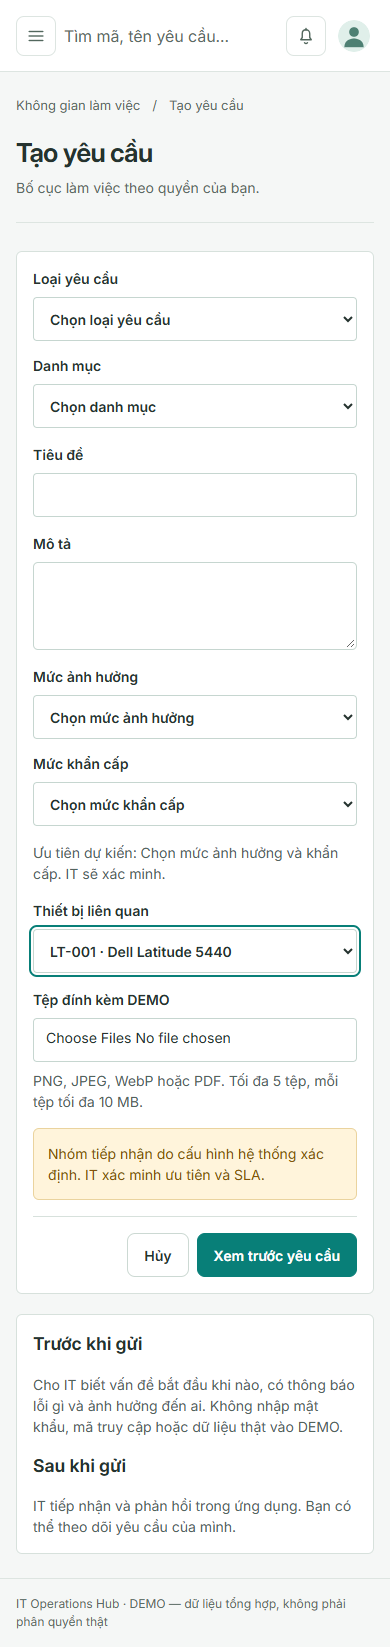 Tìm mã, tên yêu cầu...
Không gian làm việc / Tạo yêu cầu
Tạo yêu cầu
Bố cục làm việc theo quyền của bạn.
Loại yêu cầu
Chọn loại yêu cầu
Danh mục
Chọn danh mục
Tiêu đề
Mô tả
Mức ảnh hưởng
Chọn mức ảnh hưởng
Mức khẩn cấp
Chọn mức khẩn cấp
Ưu tiên dự kiến: Chọn mức ảnh hưởng và khẩn
cấp. IT sẽ xác minh.
Thiết bị liên quan
LT-001 · Dell Latitude 5440
Tệp đính kèm DEMO
Choose Files No file chosen
PNG, JPEG, WebP hoặc PDF. Tối đa 5 tệp, mỗi
tệp tối đa 10 MB.
Nhóm tiếp nhận do cấu hình hệ thống xác
định. IT xác minh ưu tiên và SLA.
Hủy
Xem trước yêu cầu
Trước khi gửi
Cho IT biết vấn đề bắt đầu khi nào, có thông báo
lỗi gì và ảnh hưởng đến ai. Không nhập mật
khẩu, mã truy cập hoặc dữ liệu thật vào DEMO.
Sau khi gửi
IT tiếp nhận và phản hồi trong ứng dụng. Bạn có
thể theo dõi yêu cầu của mình.
IT Operations Hub · DEMO — dữ liệu tổng hợp, không phải
phân quyền thật